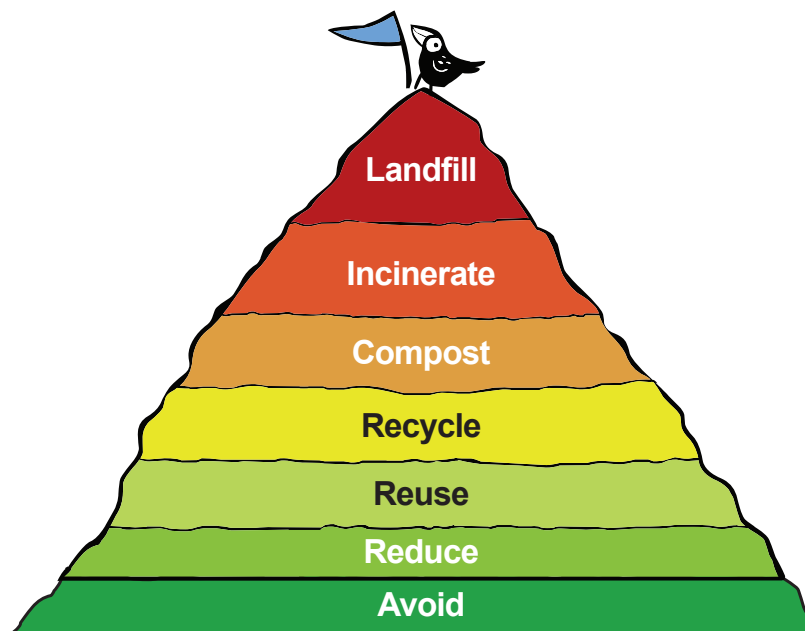 Landfill
Incinerate
Compost
Recycle
Reuse
Reduce
Avoid